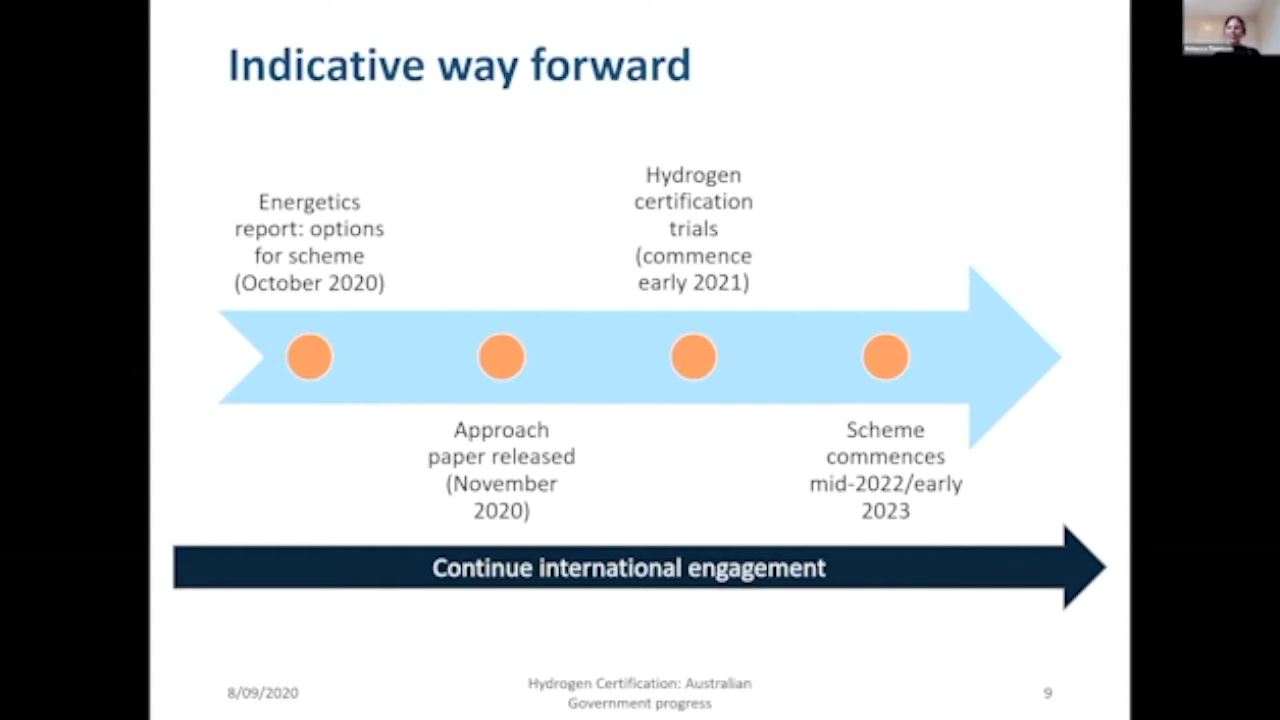 Indicative way forward
Energetics
report: options
for scheme
(October 2020)
Approach
paper released
(November
2020)
Hydrogen
certification
trials
(commence
early 2021)
Scheme
commences
mid-2022/early
2023
Continue international engagement
8/09/2020
Hydrogen Certification: Australian
Government progress
9